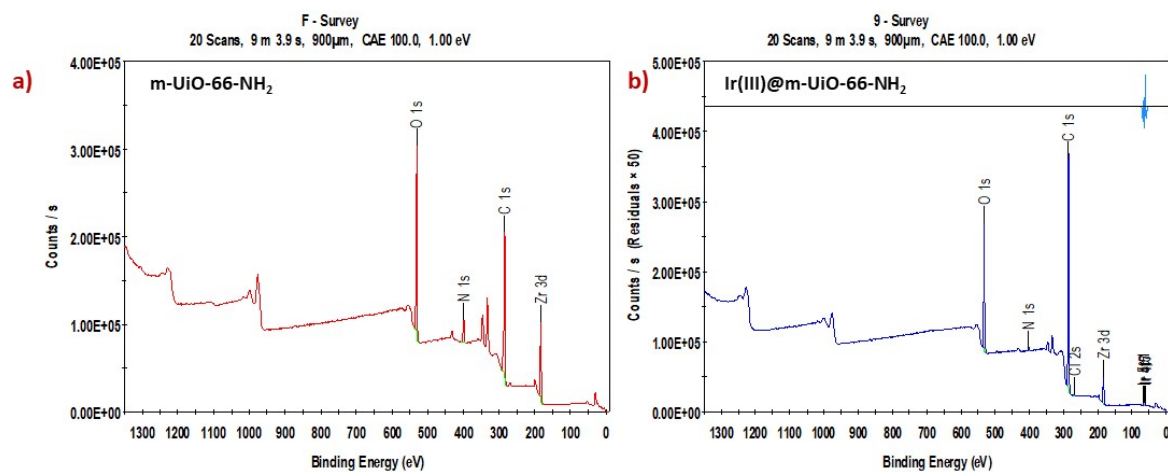 F - Survey
20 Scans, 9 m 3.9 s, 900µm, CAE 100.0, 1.00 eV
a)
m-UiO-66-NH₂
4.00E+05
3.00E+05
2.00E+05
1.00E+05
0.00E+00
Counts / s
O 1s
N 1s
C 1s
Zr 3d
1300 1200 1100 1000 900 800 700 600 500 400 300 200 100 0
Binding Energy (eV)
9 - Survey
20 Scans, 9 m 3.9 s, 900µm, CAE 100.0, 1.00 eV
b)
Ir(III)@m-UiO-66-NH₂
5.00E+05
4.00E+05
3.00E+05
2.00E+05
1.00E+05
0.00E+00
Counts / s (Residuals × 50)
O 1s
N 1s
C 1s
Cl 2s
Zr 3d
1300 1200 1100 1000 900 800 700 600 500 400 300 200 100 0
Binding Energy (eV)